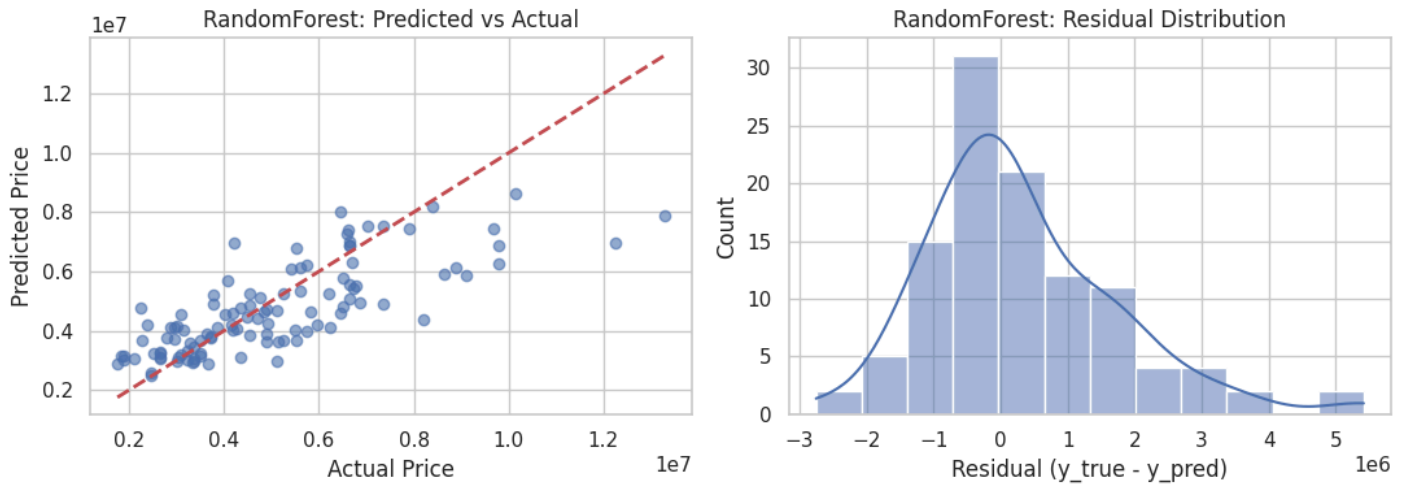 RandomForest: Predicted vs Actual
1e7
Predicted Price
1.2
1.0
0.8
0.6
0.4
0.2
0.2 0.4 0.6 0.8 1.0 1.2
Actual Price
1e7
RandomForest: Residual Distribution
Count
30
25
20
15
10
5
0
−3 −2 −1 0 1 2 3 4 5
Residual (y_true - y_pred)
1e6